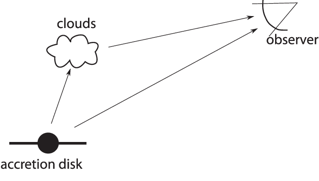 clouds
observer
accretion disk